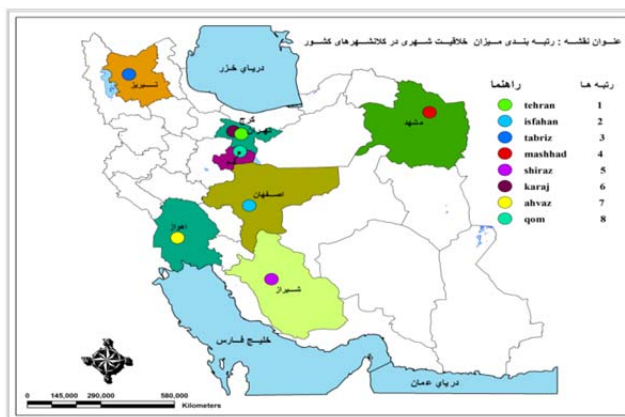 عنوان نقشه : رتبه بندی میزان خلاقیت شهری در کلانشهرهای کشور
راهنما
رتبه ها
tehran 1
isfahan 2
tabriz 3
mashhad 4
shiraz 5
karaj 6
ahvaz 7
qom 8
دریای خزر
تبریز
مشهد
کرج
تهران
اصفهان
اهواز
شیراز
خلیج فارس
دریای عمان
0 145,000 290,000 580,000
Kilometers